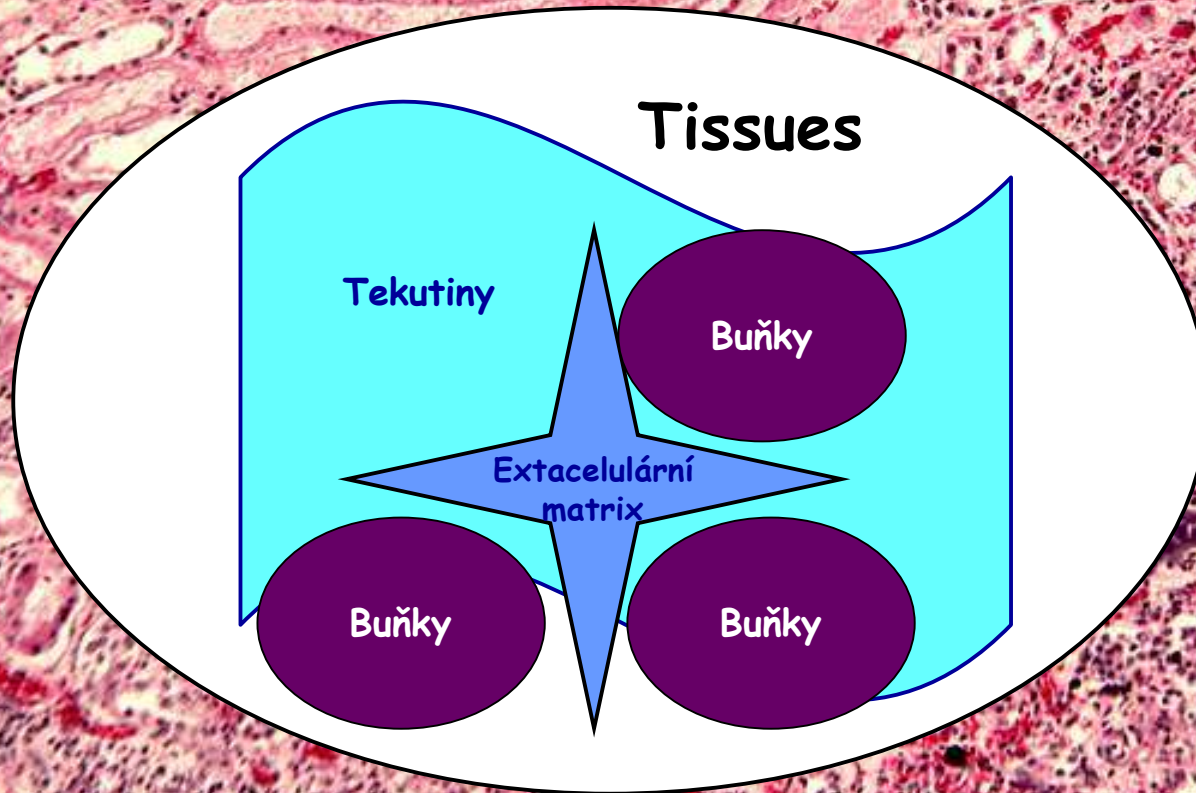 Tissues
Tekutiny
Buňky
Extacelulární
matrix
Buňky
Buňky